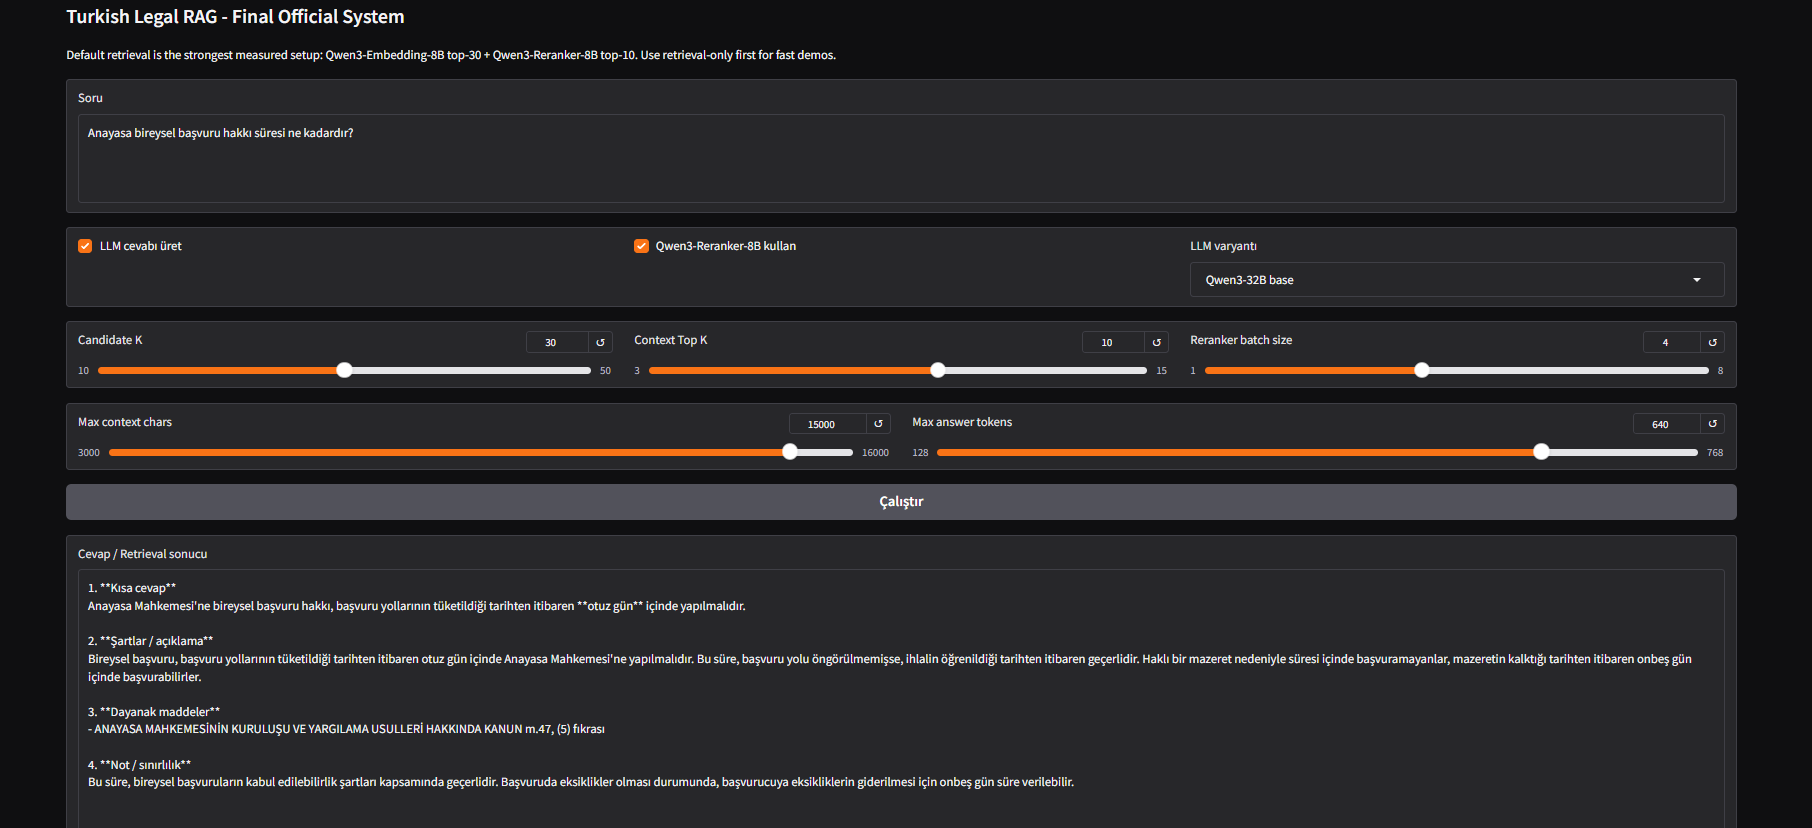 Turkish Legal RAG - Final Official System
Default retrieval is the strongest measured setup: Qwen3-Embedding-8B top-30 + Qwen3-Reranker-8B top-10. Use retrieval-only first for fast demos.
Soru
Anayasa bireysel başvuru hakkı süresi ne kadardır?
LLM cevabı üret
Qwen3-Reranker-8B kullan
LLM varyantı
Qwen3-32B base
Candidate K
30
↺
10
50
Context Top K
10
↺
3
15
Reranker batch size
4
↺
1
8
Max context chars
15000
↺
3000
16000
Max answer tokens
640
↺
128
768
Çalıştır
Cevap / Retrieval sonucu
1. **Kısa cevap**
Anayasa Mahkemesi'ne bireysel başvuru hakkı, başvuru yollarının tüketildiği tarihten itibaren **otuz gün** içinde yapılmalıdır.
2. **Şartlar / açıklama**
Bireysel başvuru, başvuru yollarının tüketildiği tarihten itibaren otuz gün içinde Anayasa Mahkemesi'ne yapılmalıdır. Bu süre, başvuru yolu öngörülmemişse, ihlalin öğrenildiği tarihten itibaren geçerlidir. Haklı bir mazeret nedeniyle süresi içinde başvuramayanlar, mazeretin kalktığı tarihten itibaren onbeş gün
içinde başvurabilirler.
3. **Dayanak maddeler**
- ANAYASA MAHKEMESİNİN KURULUŞU VE YARGILAMA USULLERİ HAKKINDA KANUN m.47, (5) fıkrası
4. **Not / sınırlılık**
Bu süre, bireysel başvuruların kabul edilebilirlik şartları kapsamında geçerlidir. Başvuruda eksiklikler olması durumunda, başvurucuya eksikliklerin giderilmesi için onbeş gün süre verilebilir.